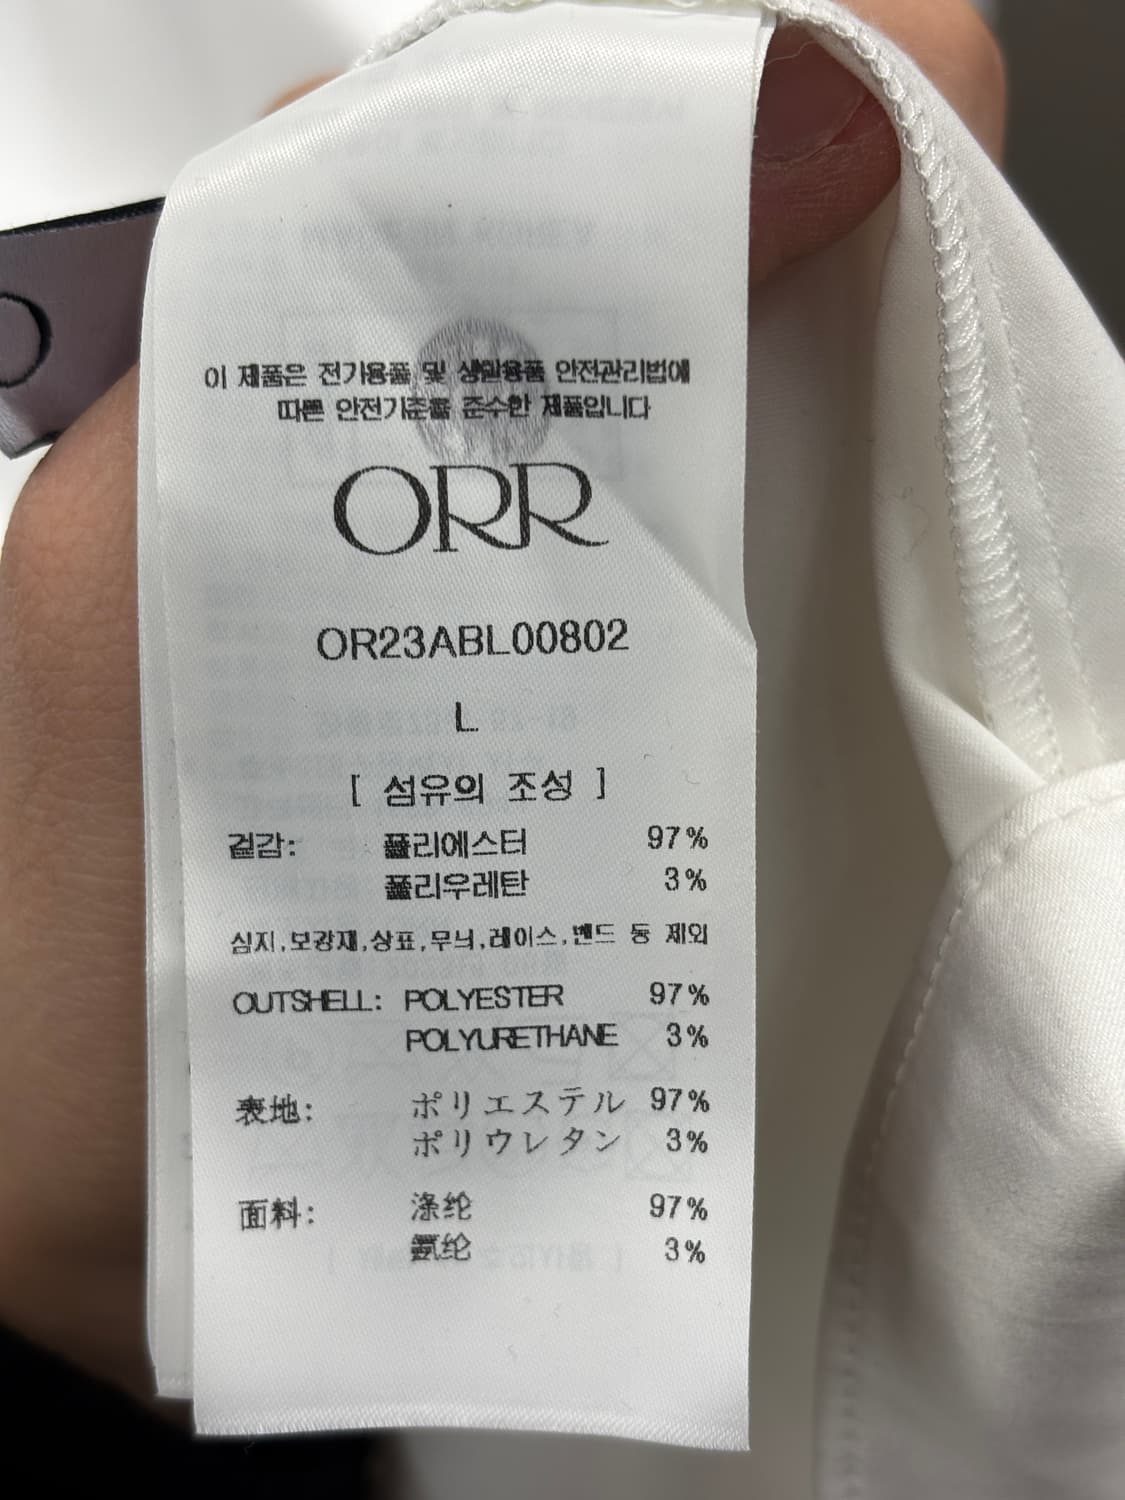 이 제품은 전기용품 및 생활용품 안전관리법에
따른 안전기준을 준수한 제품입니다
ORR
OR23ABL00802
L
[ 섬유의 조성 ]
겉감: 폴리에스터 97%
폴리우레탄 3%
심지,보강재,상표,무늬,레이스,밴드 등 제외
OUTSHELL: POLYESTER 97%
POLYURETHANE 3%
表地: ポリエステル 97%
ポリウレタン 3%
面料: 涤纶 97%
氨纶 3%